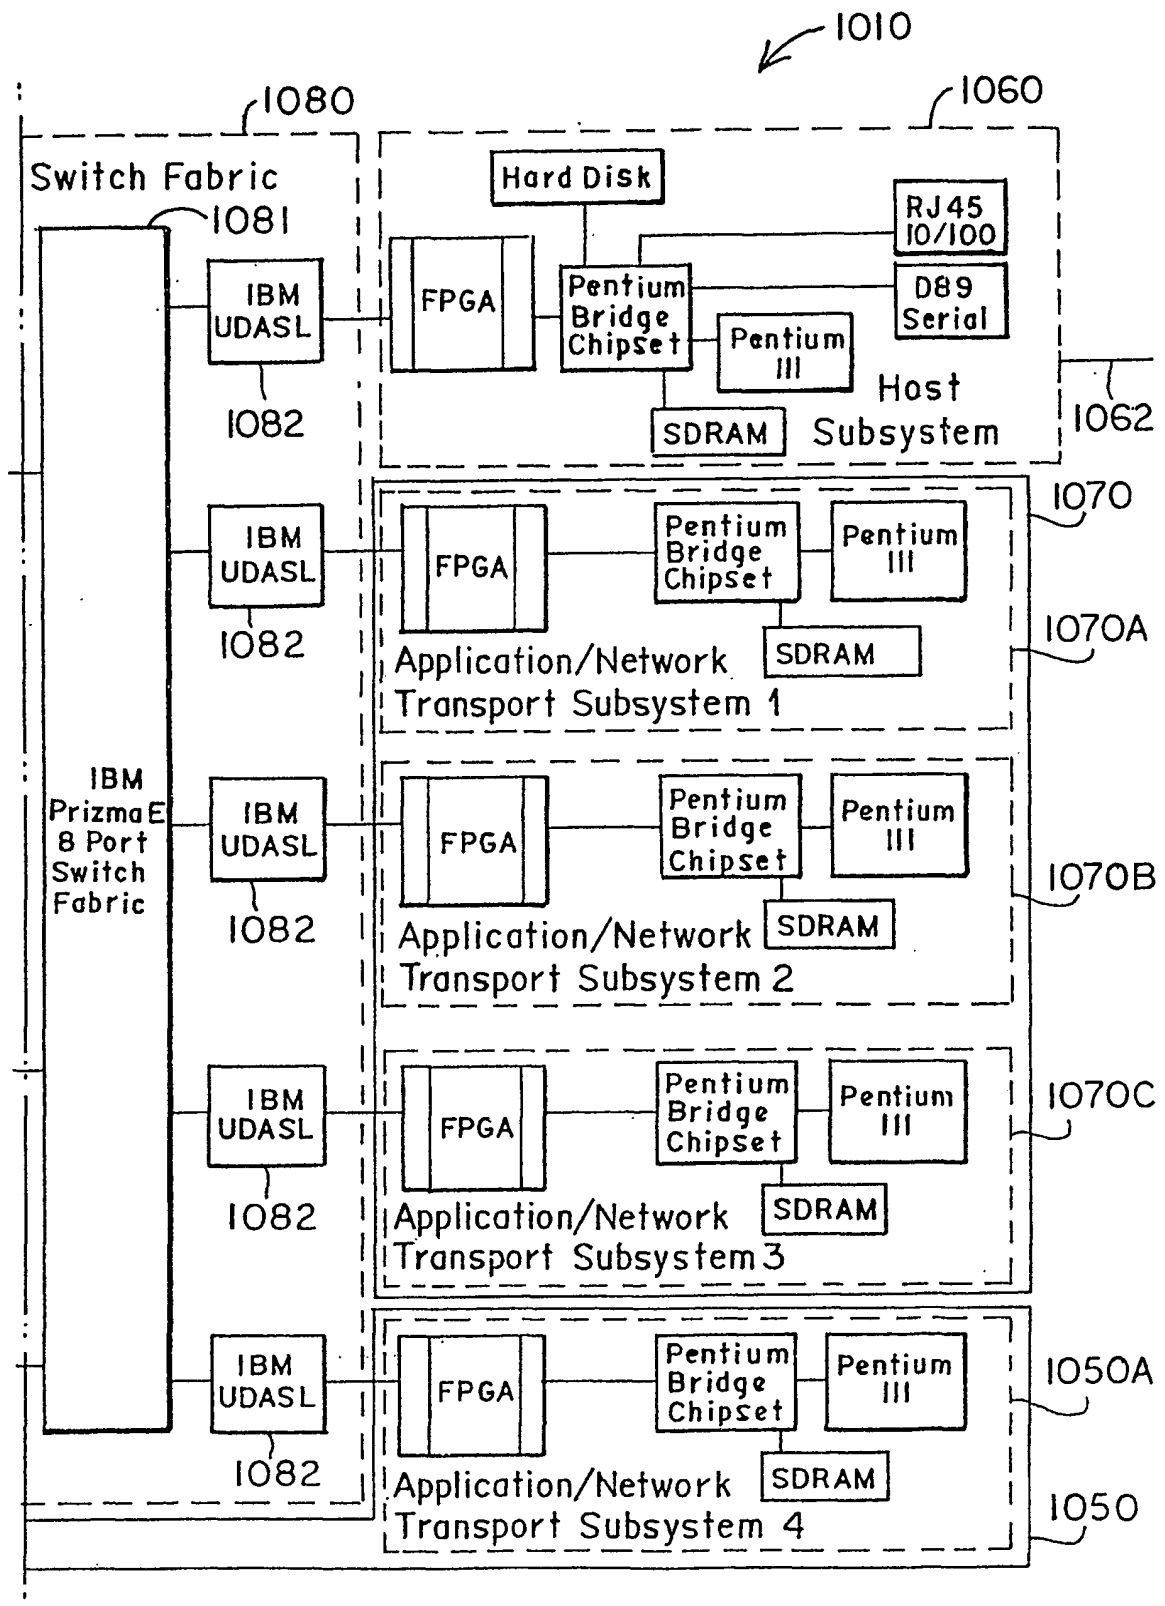 1010
1080
1060
Switch Fabric
1081
Hard Disk
RJ45
10/100
D89
Serial
IBM
UDASL
1082
FPGA
Pentium
Bridge
Chipset
Pentium
III
SDRAM
Host
Subsystem
1062
IBM
UDASL
1082
FPGA
Pentium
Bridge
Chipset
Pentium
III
SDRAM
Application/Network
Transport Subsystem 1
1070
1070A
IBM
PrizmaE
8 Port
Switch
Fabric
IBM
UDASL
1082
FPGA
Pentium
Bridge
Chipset
Pentium
III
SDRAM
Application/Network
Transport Subsystem 2
1070B
IBM
UDASL
1082
FPGA
Pentium
Bridge
Chipset
Pentium
III
SDRAM
Application/Network
Transport Subsystem 3
1070C
IBM
UDASL
1082
FPGA
Pentium
Bridge
Chipset
Pentium
III
SDRAM
Application/Network
Transport Subsystem 4
1050A
1050